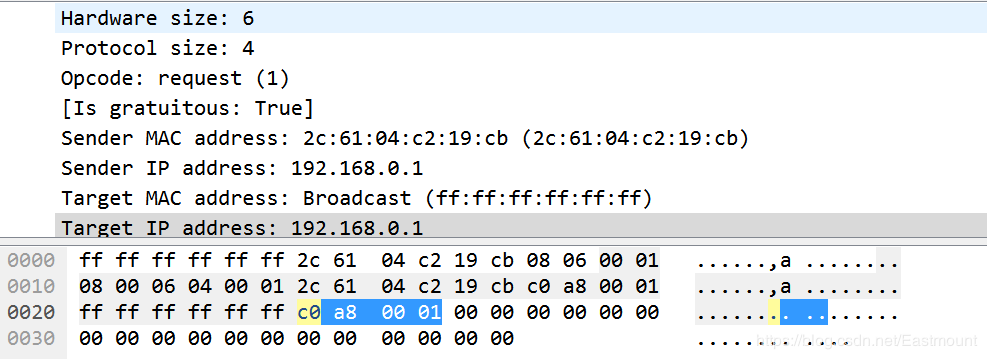 Hardware size: 6
Protocol size: 4
Opcode: request (1)
[Is gratuitous: True]
Sender MAC address: 2c:61:04:c2:19:cb (2c:61:04:c2:19:cb)
Sender IP address: 192.168.0.1
Target MAC address: Broadcast (ff:ff:ff:ff:ff:ff)
Target IP address: 192.168.0.1
0000 ff ff ff ff ff ff 2c 61 04 c2 19 cb 08 06 00 01 ......,a ........
0010 08 00 06 04 00 01 2c 61 04 c2 19 cb c0 a8 00 01 ......,a ........
0020 ff ff ff ff ff ff c0 a8 00 01 00 00 00 00 00 00 ........ ........
0030 00 00 00 00 00 00 00 00 00 00 00 00 ........ ....
https://blog.csdn.net/Eastmount